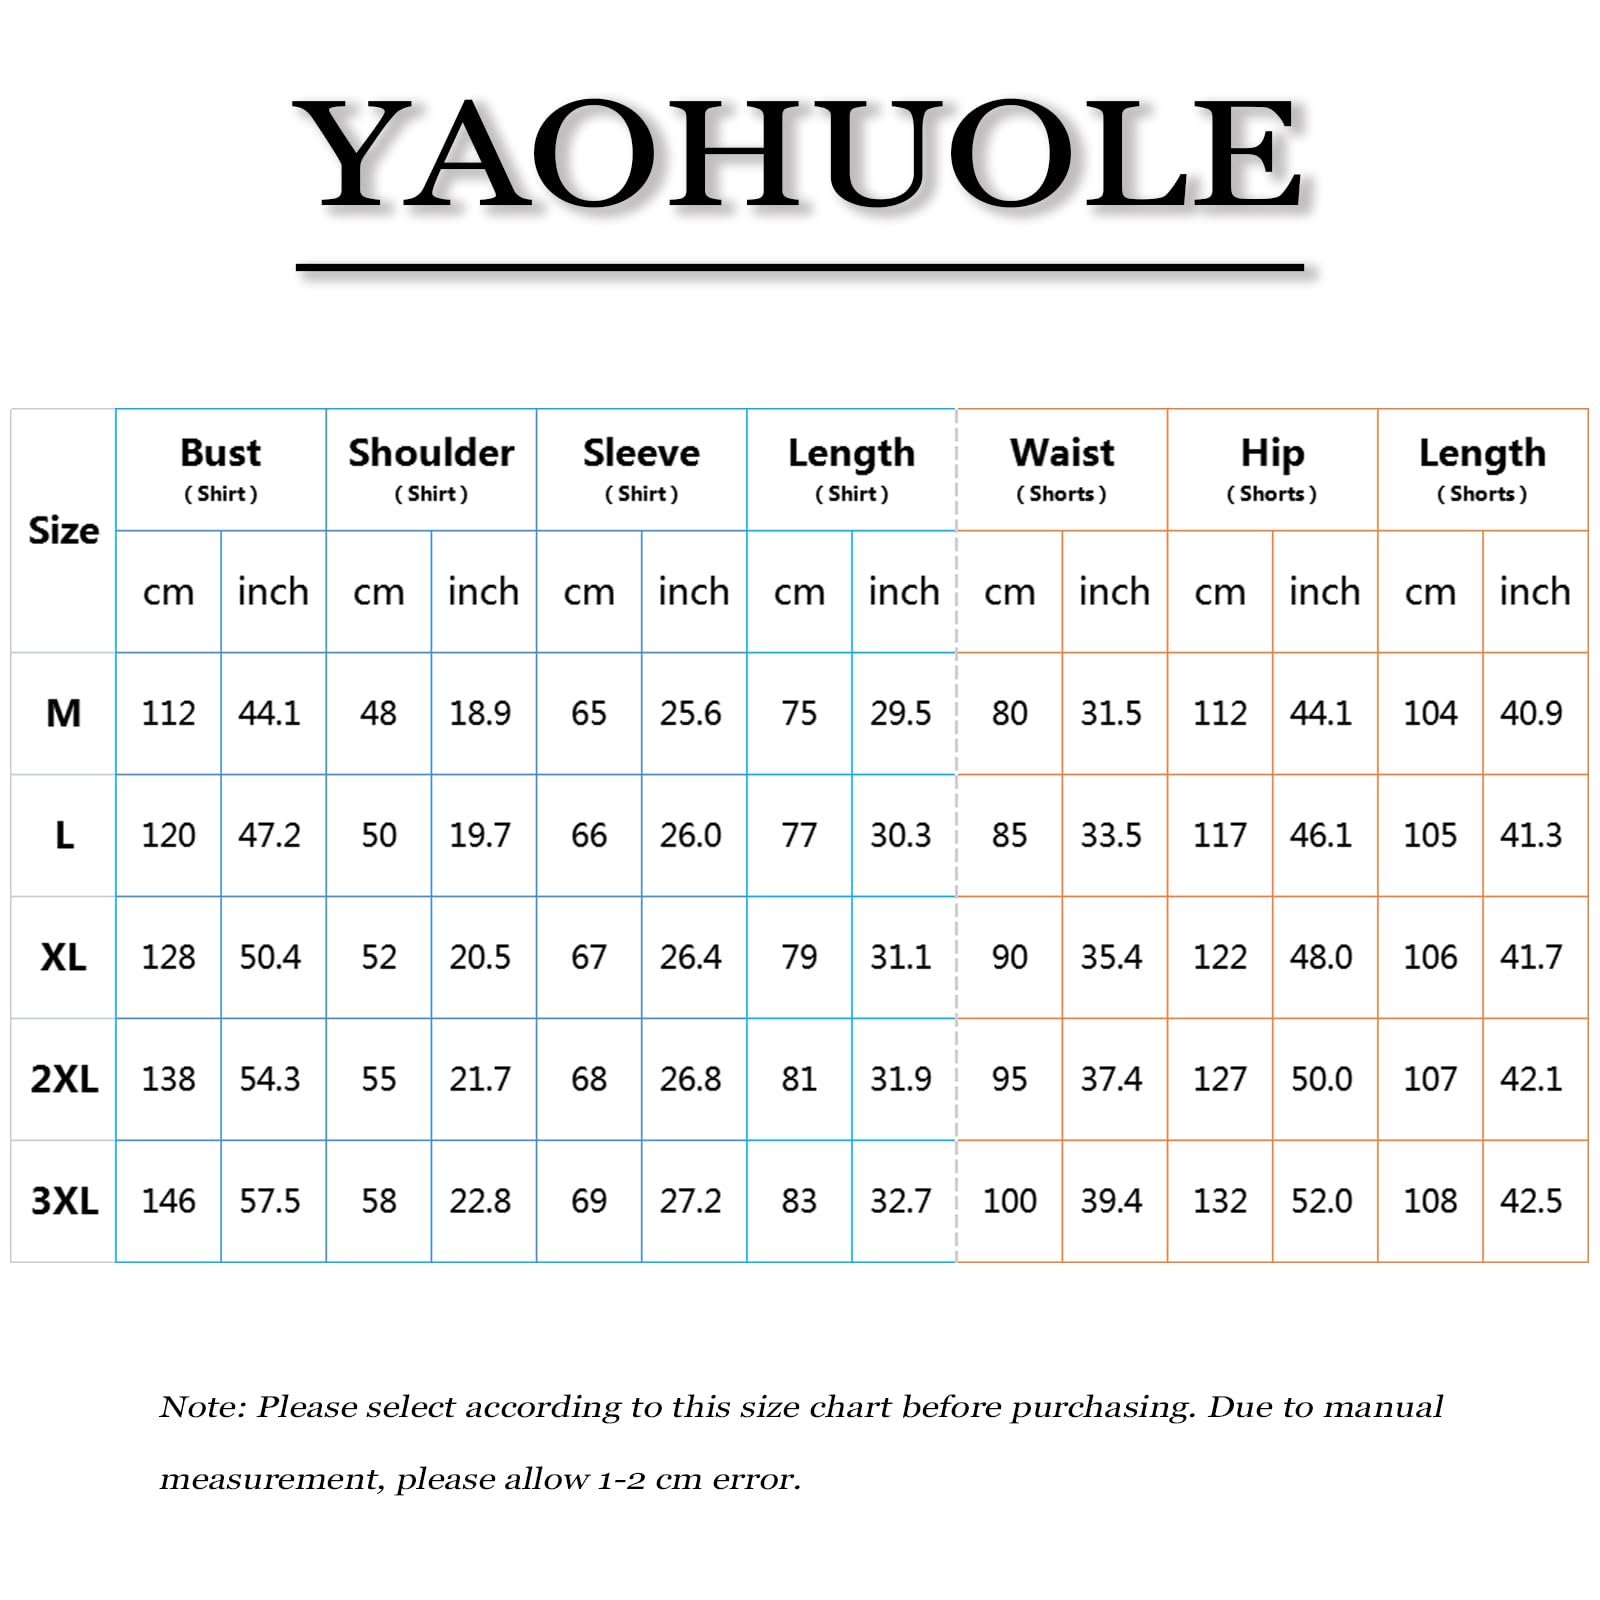 YAOHUOLE
Size Bust Shoulder Sleeve Length Waist Hip Length
( Shirt ) ( Shirt ) ( Shirt ) ( Shirt ) ( Shorts ) ( Shorts ) ( Shorts )
cm inch cm inch cm inch cm inch cm inch cm inch cm inch
M 112 44.1 48 18.9 65 25.6 75 29.5 80 31.5 112 44.1 104 40.9
L 120 47.2 50 19.7 66 26.0 77 30.3 85 33.5 117 46.1 105 41.3
XL 128 50.4 52 20.5 67 26.4 79 31.1 90 35.4 122 48.0 106 41.7
2XL 138 54.3 55 21.7 68 26.8 81 31.9 95 37.4 127 50.0 107 42.1
3XL 146 57.5 58 22.8 69 27.2 83 32.7 100 39.4 132 52.0 108 42.5
Note: Please select according to this size chart before purchasing. Due to manual
measurement, please allow 1-2 cm error.